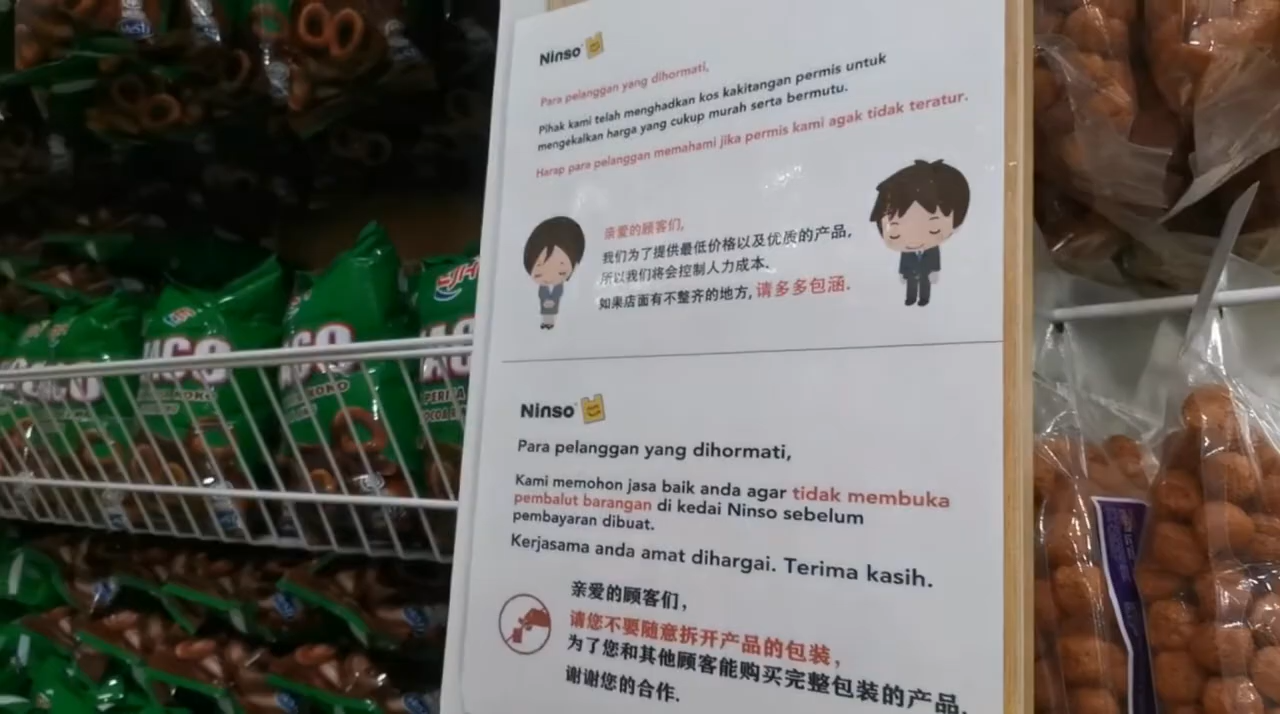 Ninso
Para pelanggan yang dihormati,
Pihak kami telah menghadkan kos kakitangan permis untuk
mengekalkan harga yang cukup murah serta bermutu.
Harap para pelanggan memahami jika permis kami agak tidak teratur.
亲爱的顾客们,
我们为了提供最低价格以及优质的产品,
所以我们将会控制人力成本.
如果店面有不整齐的地方, 请多多包涵.
Ninso
Para pelanggan yang dihormati,
Kami memohon jasa baik anda agar tidak membuka
pembalut barangan di kedai Ninso sebelum
pembayaran dibuat.
Kerjasama anda amat dihargai. Terima kasih.
亲爱的顾客们,
请您不要随意拆开产品的包装,
为了您和其他顾客能购买完整包装的产品,
谢谢您的合作.
KOKO